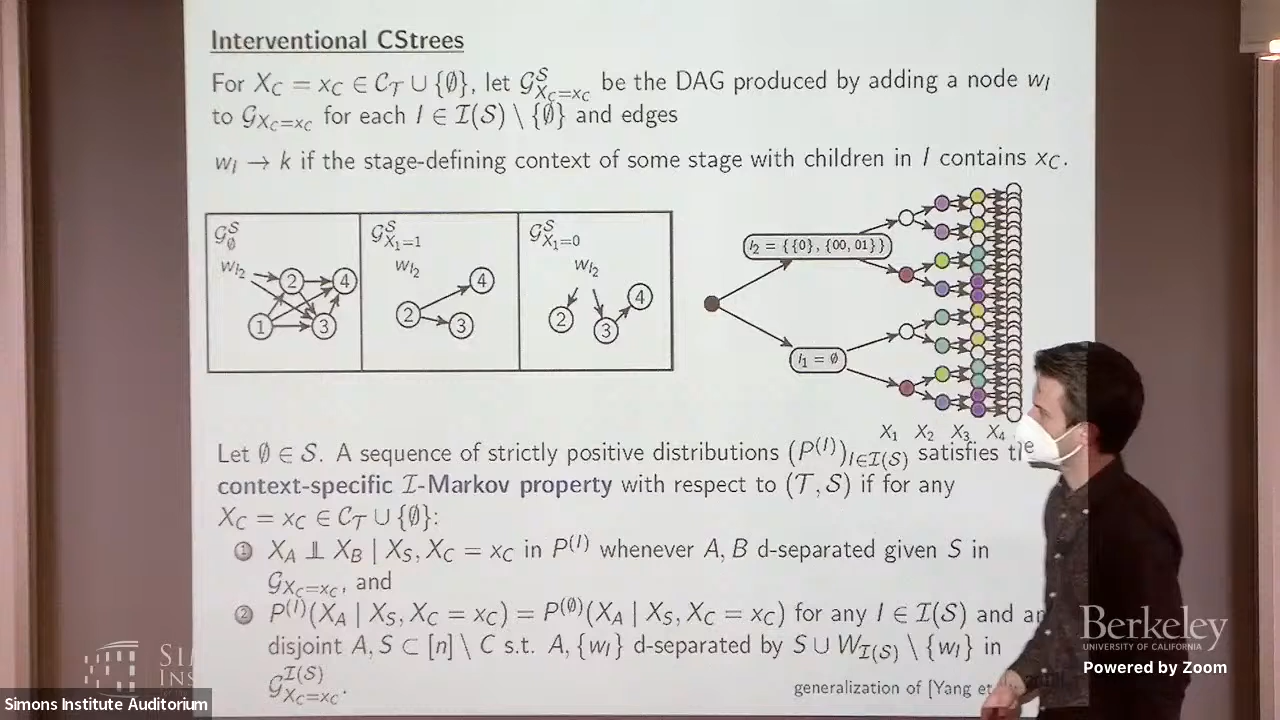 Interventional CStrees
For X_C = x_C ∈ C_T ∪ {∅}, let G^S_{X_C=x_C} be the DAG produced by adding a node w_I
to G_{X_C=x_C} for each I ∈ I(S) \ {∅} and edges
w_I → k if the stage-defining context of some stage with children in I contains x_C.
G^S_∅
w_{I_2}
2
4
1
3
G^S_{X_1=1}
w_{I_2}
4
2
3
G^S_{X_1=0}
w_{I_2}
4
2
3
I_2 = {{0}, {00, 01}}
I_1 = ∅
X_1 X_2 X_3 X_4
Let ∅ ∈ S. A sequence of strictly positive distributions (P^{(I)})_{I∈I(S)} satisfies the
context-specific I-Markov property with respect to (T, S) if for any
X_C = x_C ∈ C_T ∪ {∅}:
1 X_A ⫫ X_B | X_S, X_C = x_C in P^{(I)} whenever A, B d-separated given S in
G_{X_C=x_C}, and
2 P^{(I)}(X_A | X_S, X_C = x_C) = P^{(∅)}(X_A | X_S, X_C = x_C) for any I ∈ I(S) and
disjoint A, S ⊂ [n] \ C s.t. A, {w_I} d-separated by S ∪ W_{I(S)} \ {w_I} in
G^{I(S)}_{X_C=x_C}.
generalization of [Yang et
Berkeley
UNIVERSITY OF CALIFORNIA
Powered by Zoom
Simons Institute Auditorium